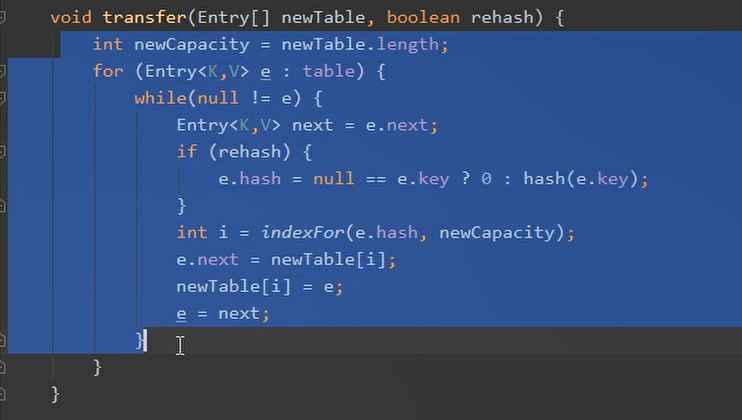 void transfer(Entry[] newTable, boolean rehash) {
int newCapacity = newTable.length;
for (Entry<K,V> e : table) {
while(null != e) {
Entry<K,V> next = e.next;
if (rehash) {
e.hash = null == e.key ? 0 : hash(e.key);
}
int i = indexFor(e.hash, newCapacity);
e.next = newTable[i];
newTable[i] = e;
e = next;
}
}
}